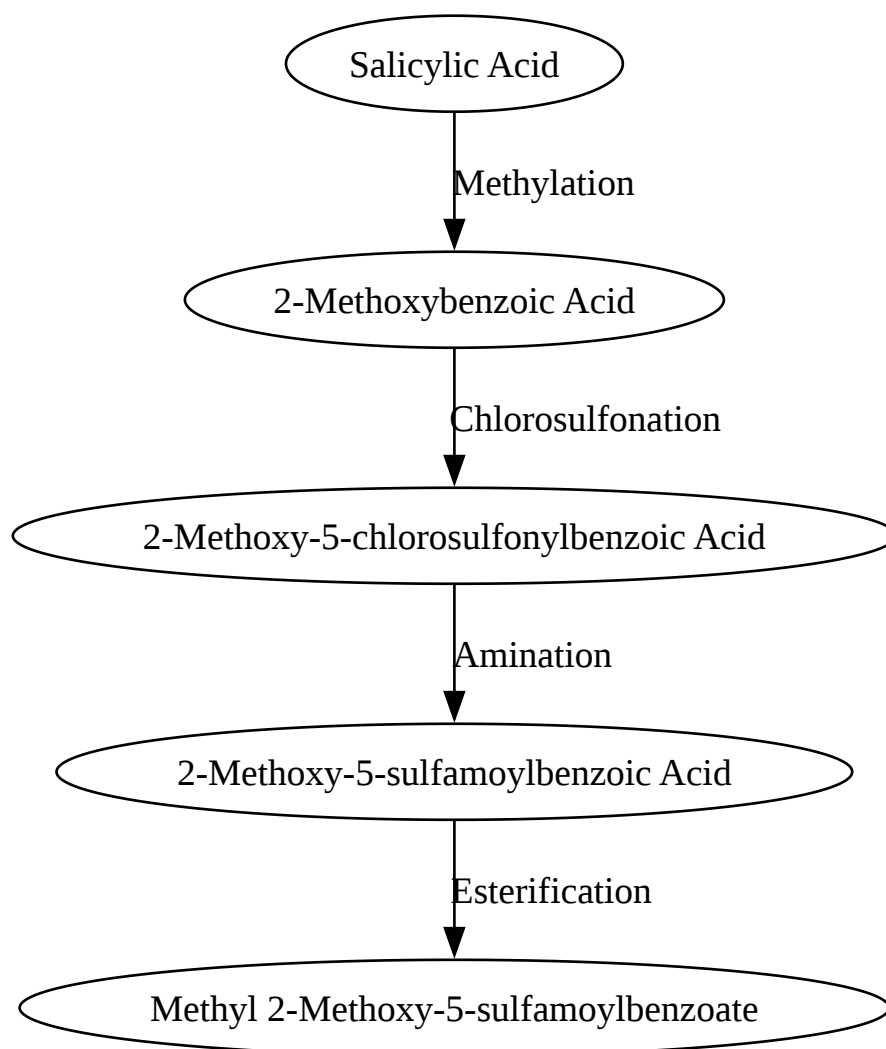 Salicylic Acid
Methylation
2-Methoxybenzoic Acid
Chlorosulfonation
2-Methoxy-5-chlorosulfonylbenzoic Acid
Amination
2-Methoxy-5-sulfamoylbenzoic Acid
Esterification
Methyl 2-Methoxy-5-sulfamoylbenzoate